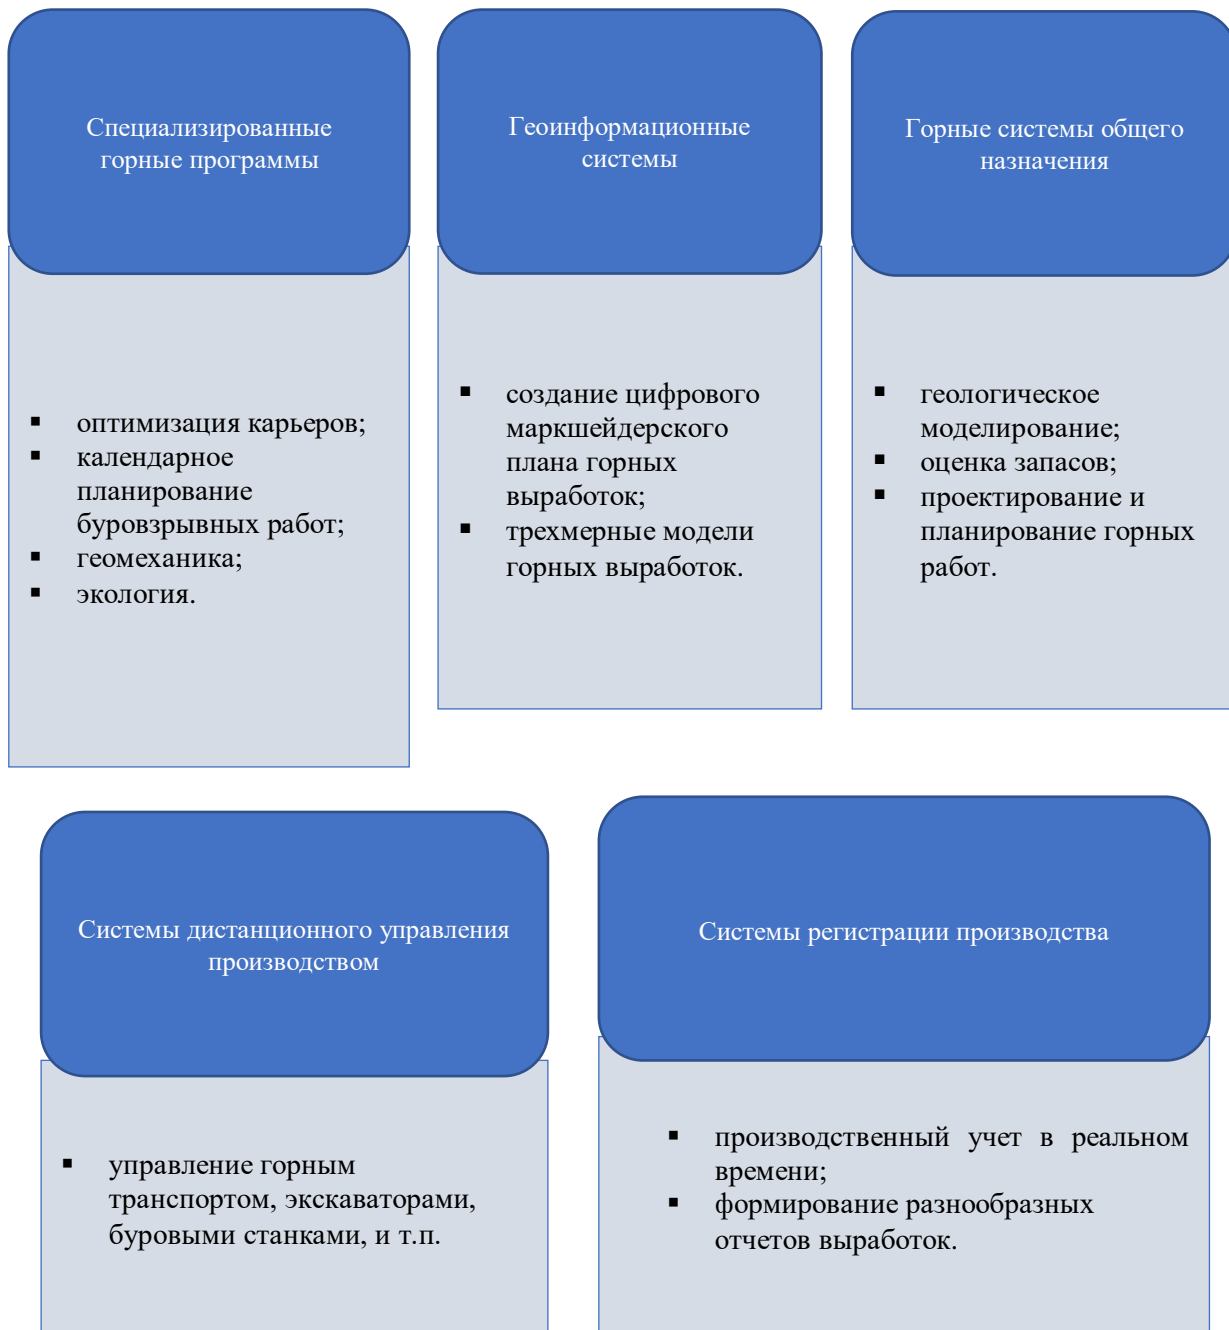 Специализированные
горные программы
▪ оптимизация карьеров;
▪ календарное
планирование
буровзрывных работ;
▪ геомеханика;
▪ экология.
Геоинформационные
системы
▪ создание цифрового
маркшейдерского
плана горных
выработок;
▪ трехмерные модели
горных выработок.
Горные системы общего
назначения
▪ геологическое
моделирование;
▪ оценка запасов;
▪ проектирование и
планирование горных
работ.
Системы дистанционного управления
производством
▪ управление горным
транспортом, экскаваторами,
буровыми станками, и т.п.
Системы регистрации производства
▪ производственный учет в реальном
времени;
▪ формирование разнообразных
отчетов выработок.